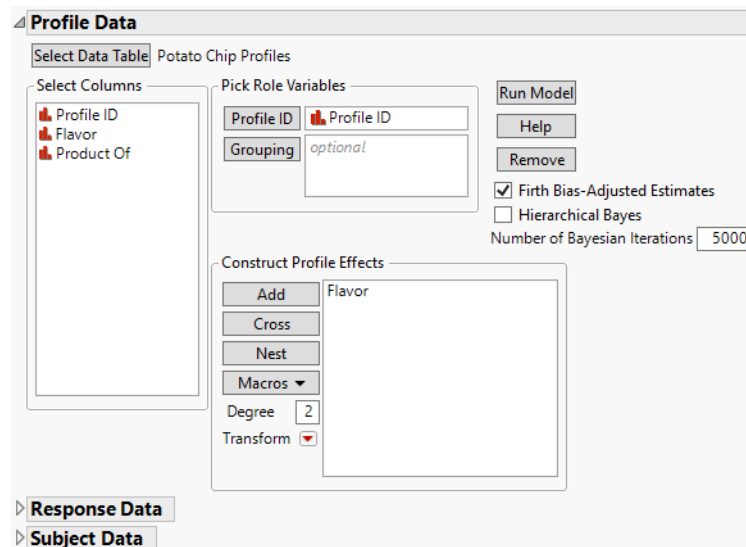 Profile Data
Select Data Table Potato Chip Profiles
Select Columns
Profile ID
Flavor
Product Of
Pick Role Variables
Profile ID Profile ID
Grouping optional
Run Model
Help
Remove
Firth Bias-Adjusted Estimates
Hierarchical Bayes
Number of Bayesian Iterations 5000
Construct Profile Effects
Add Flavor
Cross
Nest
Macros
Degree 2
Transform
Response Data
Subject Data